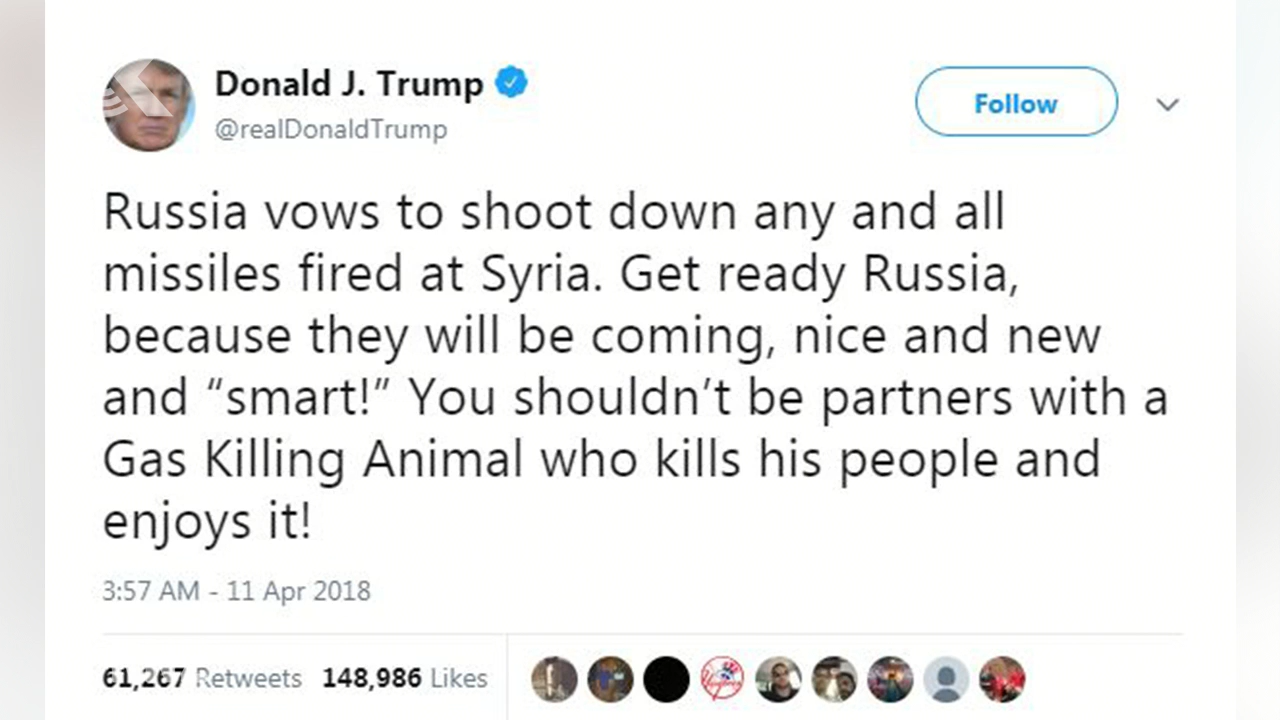 Donald J. Trump
@realDonaldTrump
Follow
Russia vows to shoot down any and all
missiles fired at Syria. Get ready Russia,
because they will be coming, nice and new
and “smart!” You shouldn’t be partners with a
Gas Killing Animal who kills his people and
enjoys it!
3:57 AM - 11 Apr 2018
61,267 Retweets 148,986 Likes